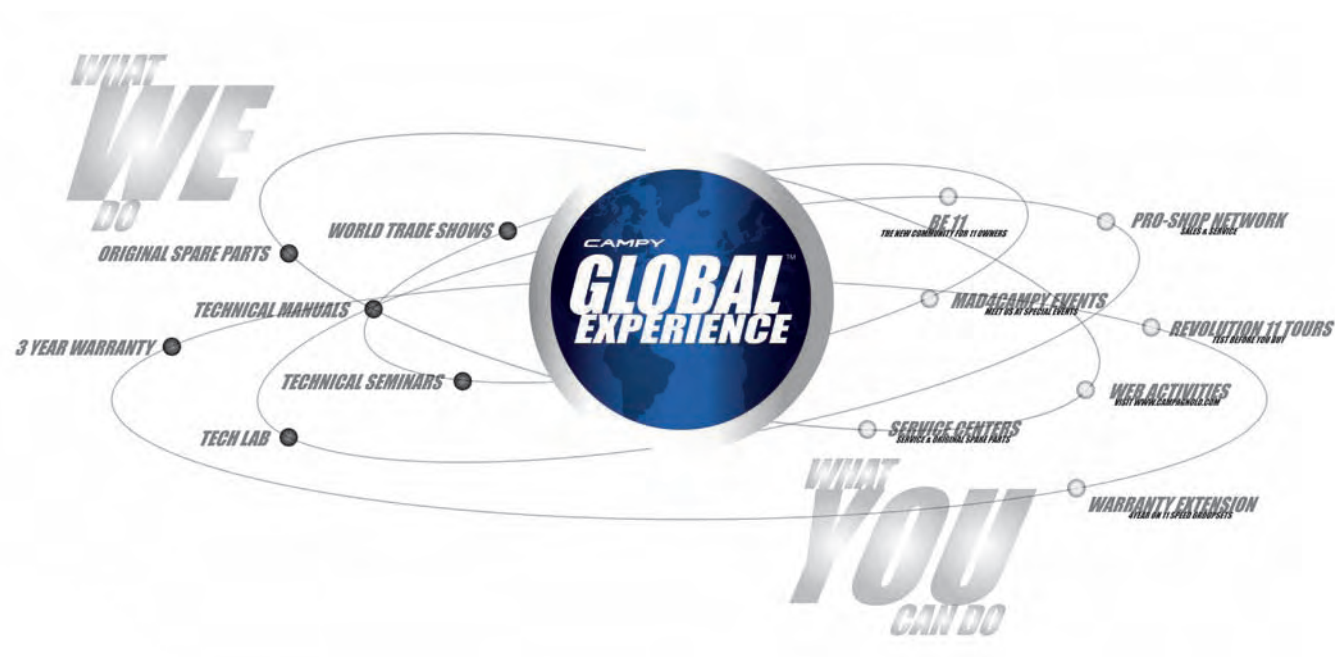 WHAT
WE
DO
WORLD TRADE SHOWS
ORIGINAL SPARE PARTS
TECHNICAL MANUALS
3 YEAR WARRANTY
TECHNICAL SEMINARS
TECH LAB
CAMPY
GLOBAL™
EXPERIENCE
BE 11
THE NEW COMMUNITY FOR 11 OWNERS
PRO-SHOP NETWORK
SALES & SERVICE
MAD4CAMPY EVENTS
MEET US AT SPECIAL EVENTS
REVOLUTION 11 TOURS
TEST BEFORE YOU BUY
WEB ACTIVITIES
VISIT WWW.CAMPAGNOLO.COM
SERVICE CENTERS
SERVICE & ORIGINAL SPARE PARTS
WARRANTY EXTENSION
4YEAR ON 11 SPEED GROUPSETS
WHAT
YOU
CAN DO